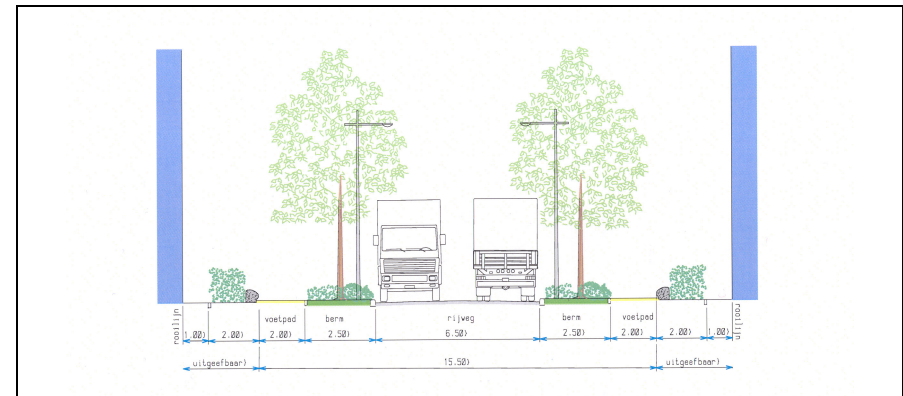 rooilijn voetpad berm rijweg berm voetpad rooilijn
1.00) 2.00) 2.00) 2.50) 6.50) 2.50) 2.00) 2.00) 1.00)
uitgeefbaar) 15.50) uitgeefbaar)